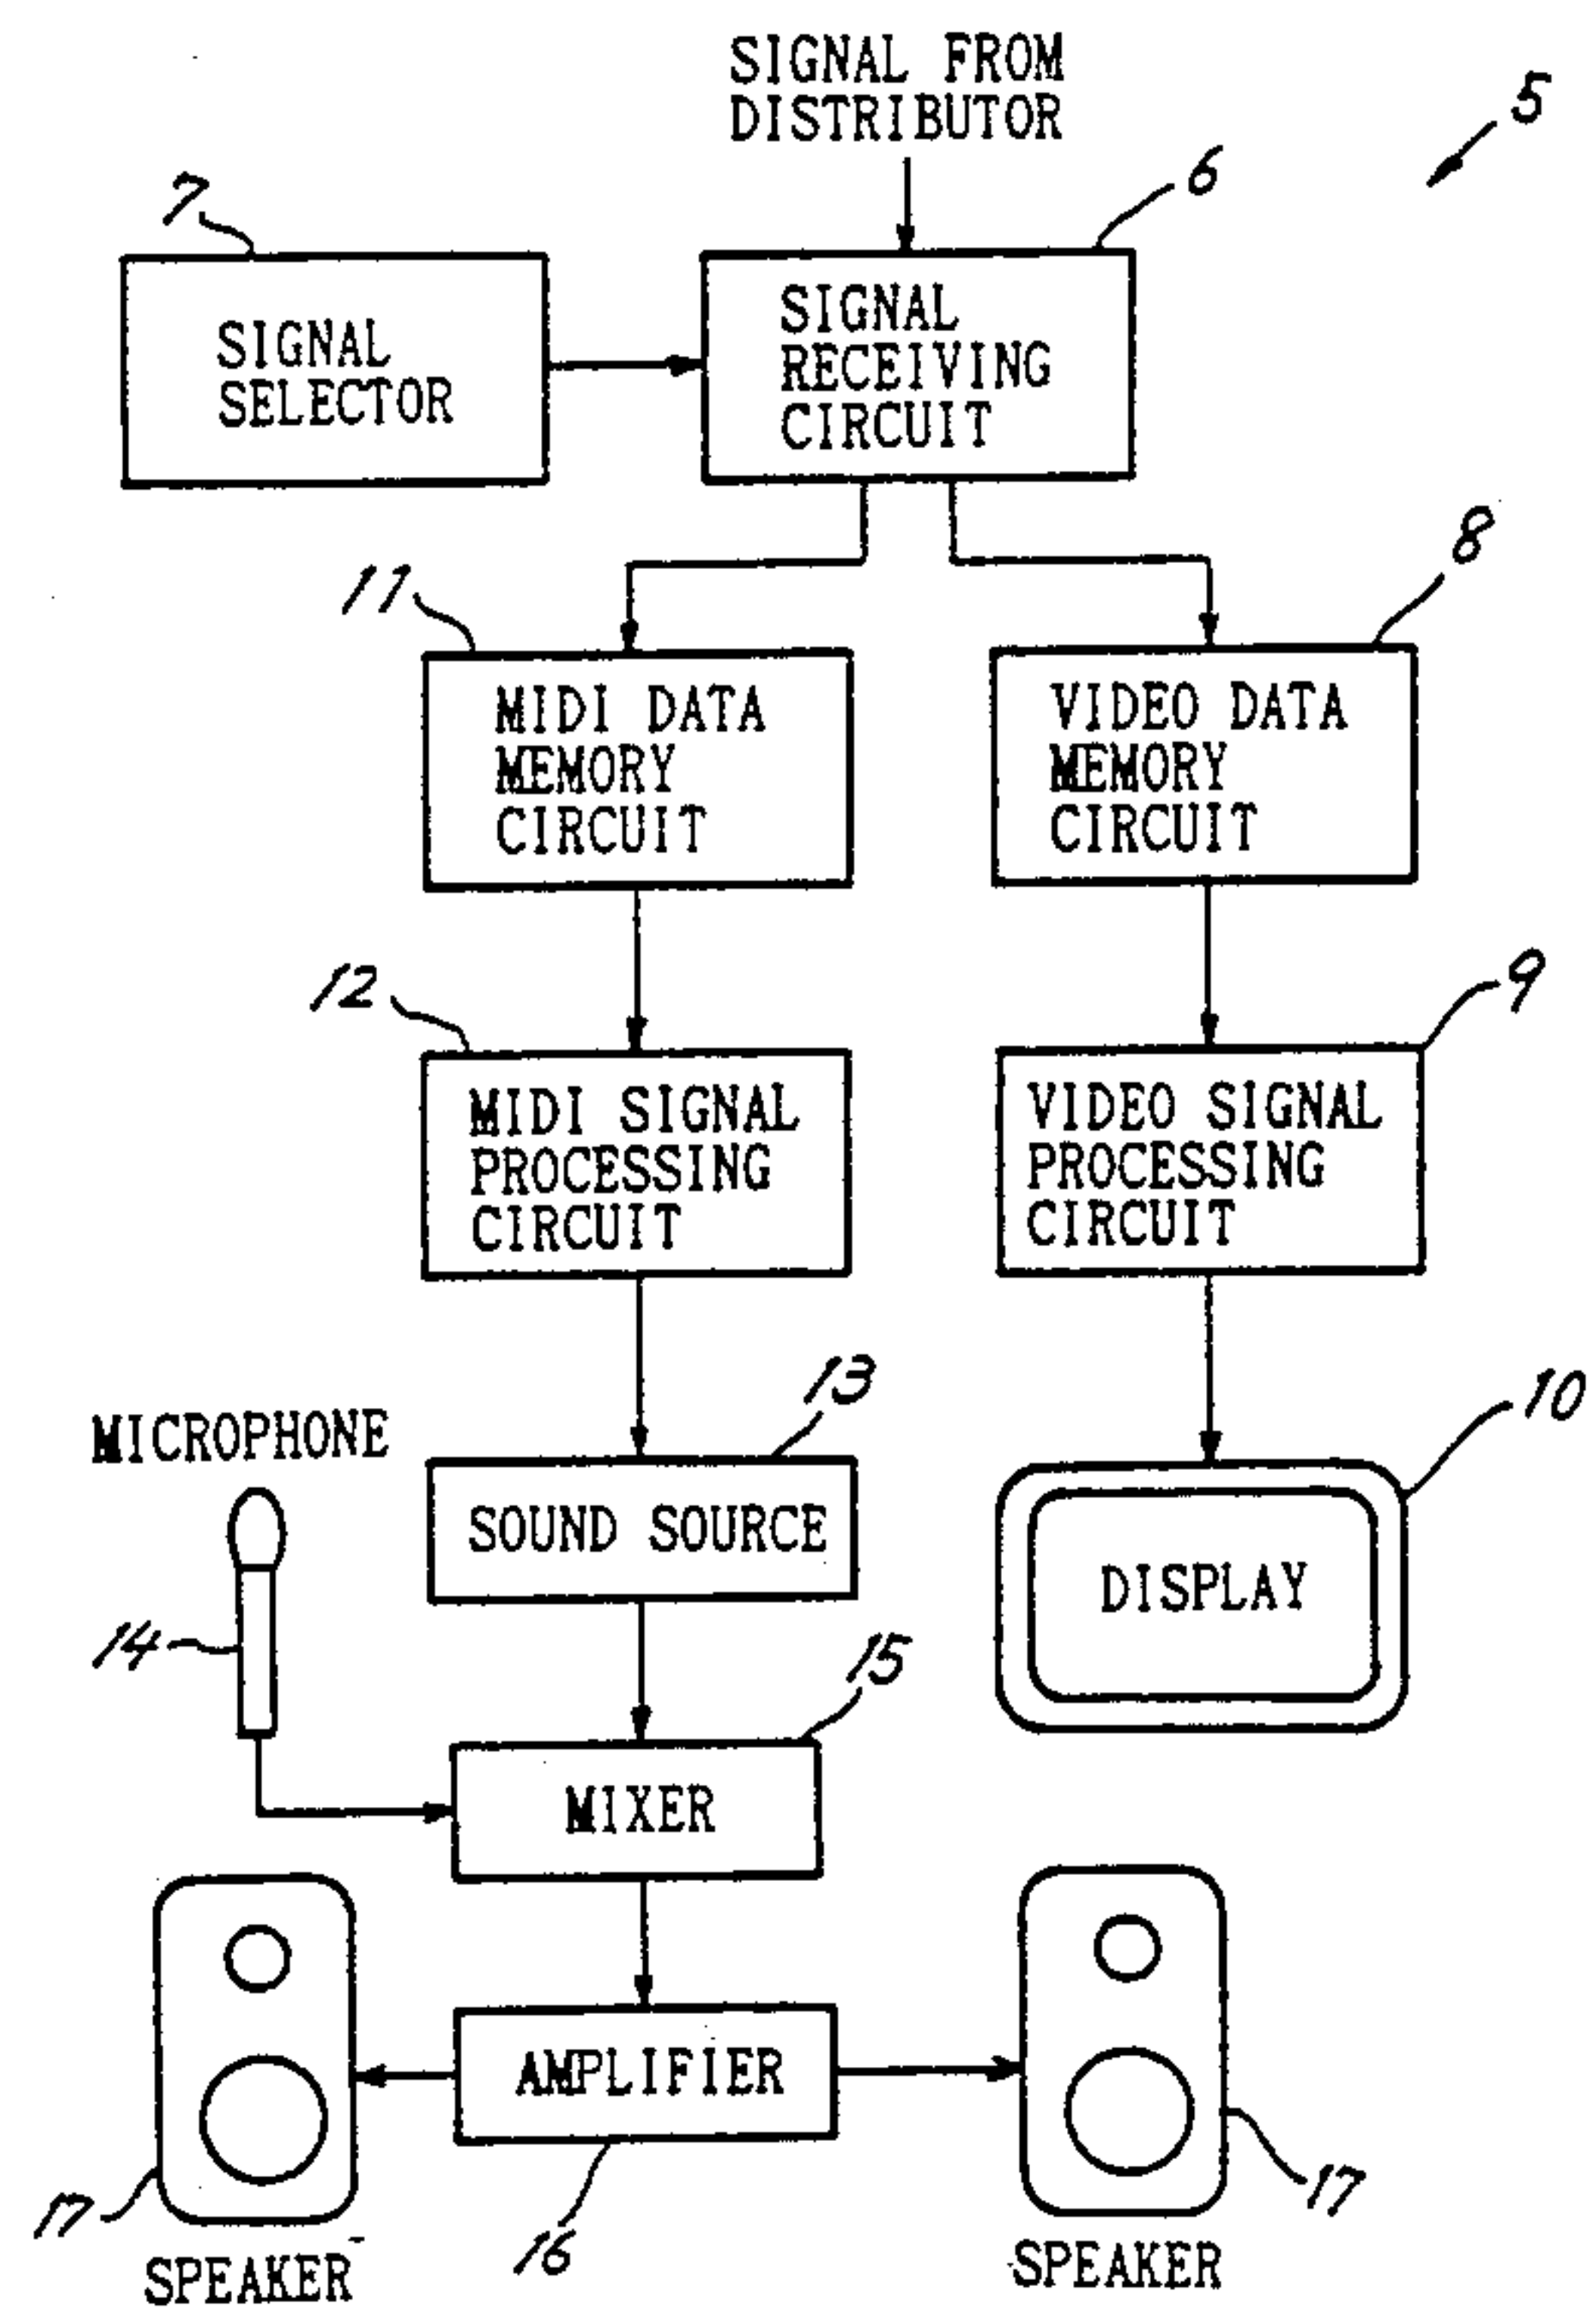 SIGNAL FROM
DISTRIBUTOR
5
7
6
SIGNAL
SELECTOR
SIGNAL
RECEIVING
CIRCUIT
11
8
MIDI DATA
MEMORY
CIRCUIT
VIDEO DATA
MEMORY
CIRCUIT
12
9
MIDI SIGNAL
PROCESSING
CIRCUIT
VIDEO SIGNAL
PROCESSING
CIRCUIT
13
10
MICROPHONE
SOUND SOURCE
DISPLAY
14
15
MIXER
AMPLIFIER
17
16
17
SPEAKER
SPEAKER